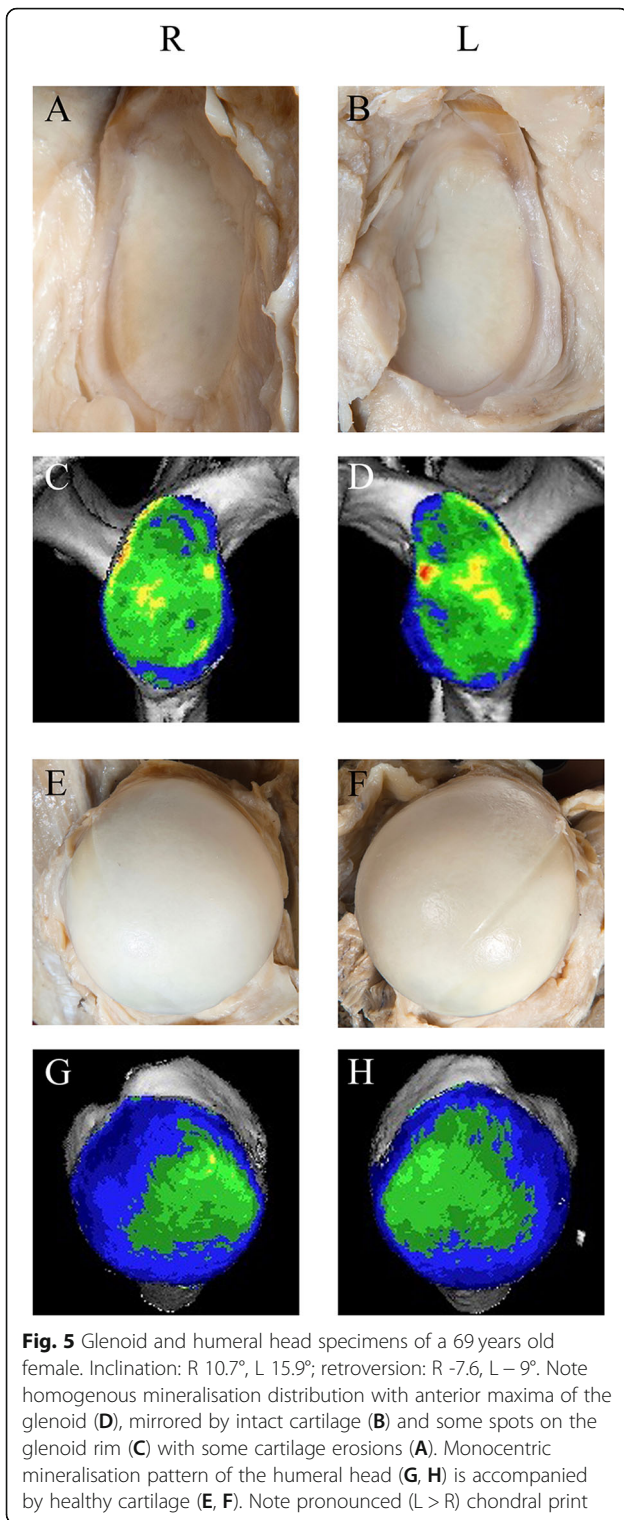 R L
A B
C D
E F
G H
Fig. 5 Glenoid and humeral head specimens of a 69 years old
female. Inclination: R 10.7°, L 15.9°; retroversion: R -7.6, L − 9°. Note
homogenous mineralisation distribution with anterior maxima of the
glenoid (D), mirrored by intact cartilage (B) and some spots on the
glenoid rim (C) with some cartilage erosions (A). Monocentric
mineralisation pattern of the humeral head (G, H) is accompanied
by healthy cartilage (E, F). Note pronounced (L > R) chondral print